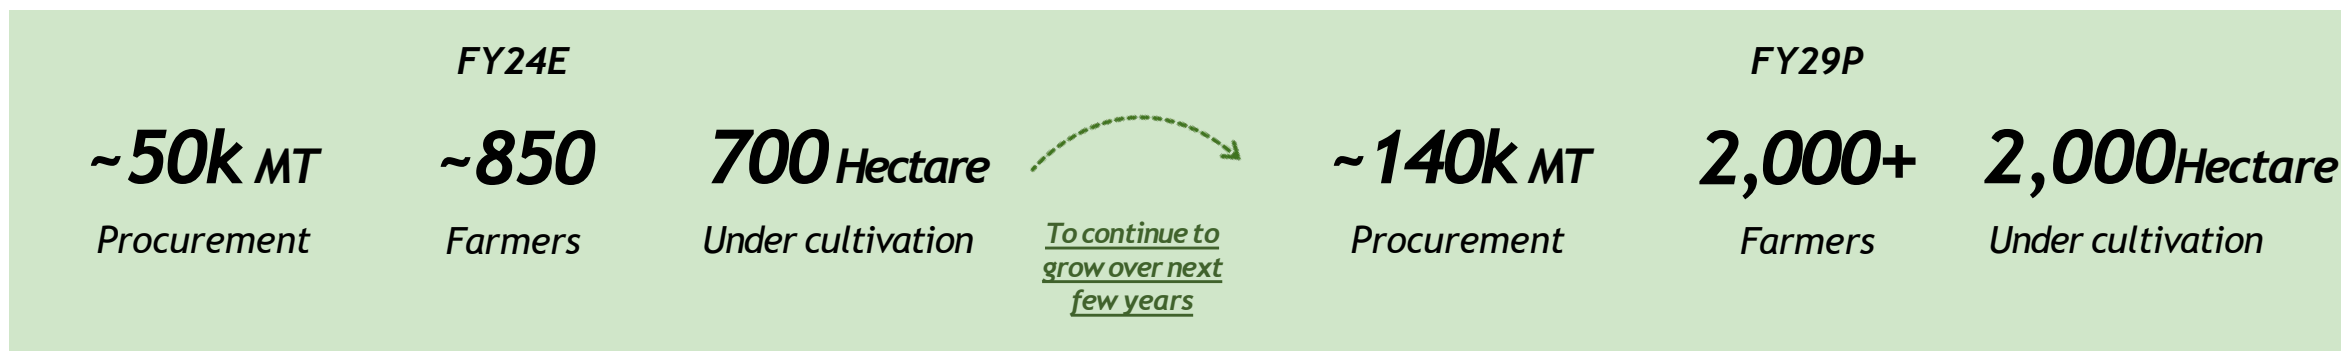 FY24E
~50k MT
Procurement
~850
Farmers
700 Hectare
Under cultivation
To continue to
grow over next
few years
FY29P
~140k MT
Procurement
2,000+
Farmers
2,000Hectare
Under cultivation